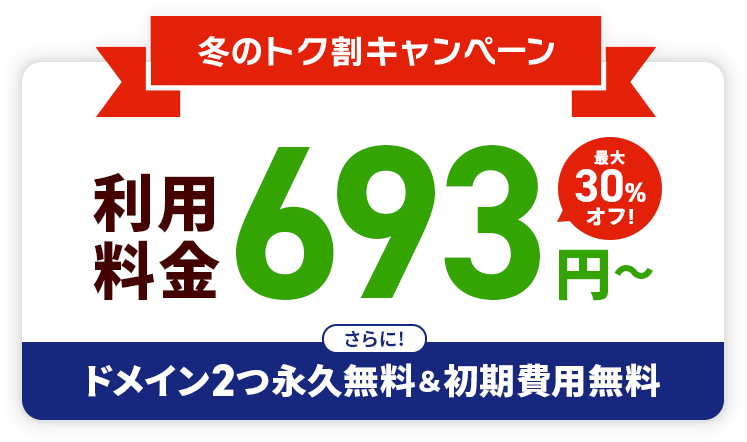 冬のトク割キャンペーン
利用
料金
693
円～
最大
30%
オフ!
さらに!
ドメイン2つ永久無料&初期費用無料